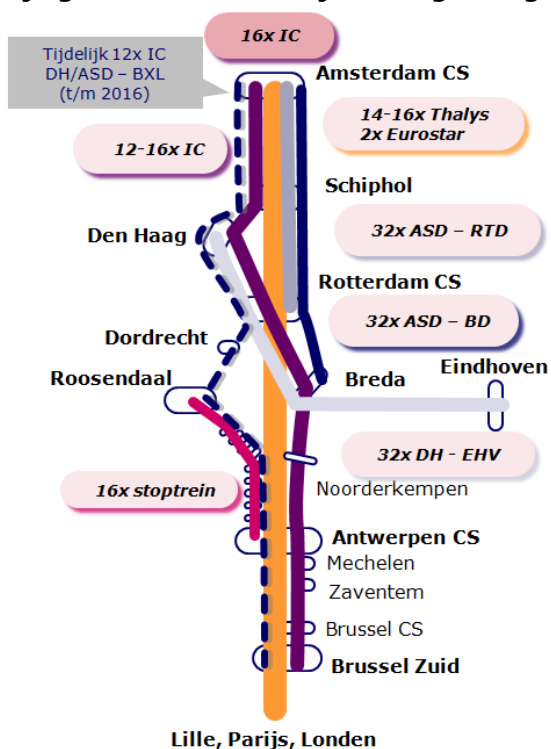 16x IC
Tijdelijk 12x IC
DH/ASD – BXL
(t/m 2016)
Amsterdam CS
14-16x Thalys
2x Eurostar
12-16x IC
Schiphol
Den Haag
32x ASD – RTD
Rotterdam CS
32x ASD – BD
Dordrecht
Eindhoven
Roosendaal
Breda
32x DH - EHV
16x stoptrein
Noorderkempen
Antwerpen CS
Mechelen
Zaventem
Brussel CS
Brussel Zuid
Lille, Parijs, Londen